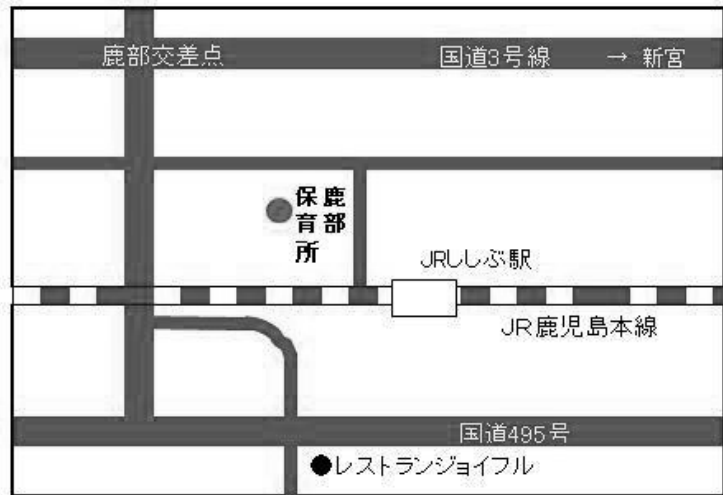 鹿部交差点
国道3号線 → 新宮
鹿部
保育所
JRししぶ駅
JR鹿児島本線
国道495号
●レストランジョイフル